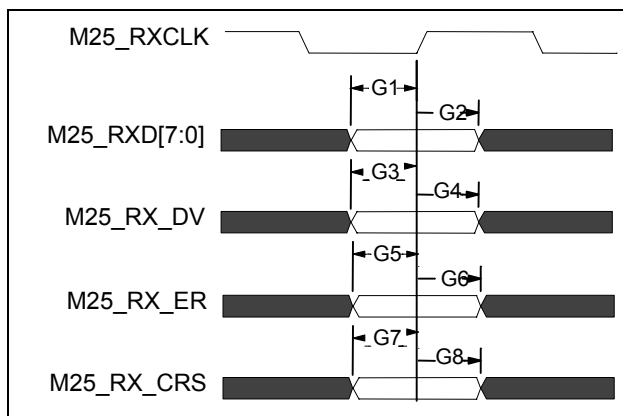 M25_RXCLK
G1
G2
M25_RXD[7:0]
G3
G4
M25_RX_DV
G5
G6
M25_RX_ER
G7
G8
M25_RX_CRS